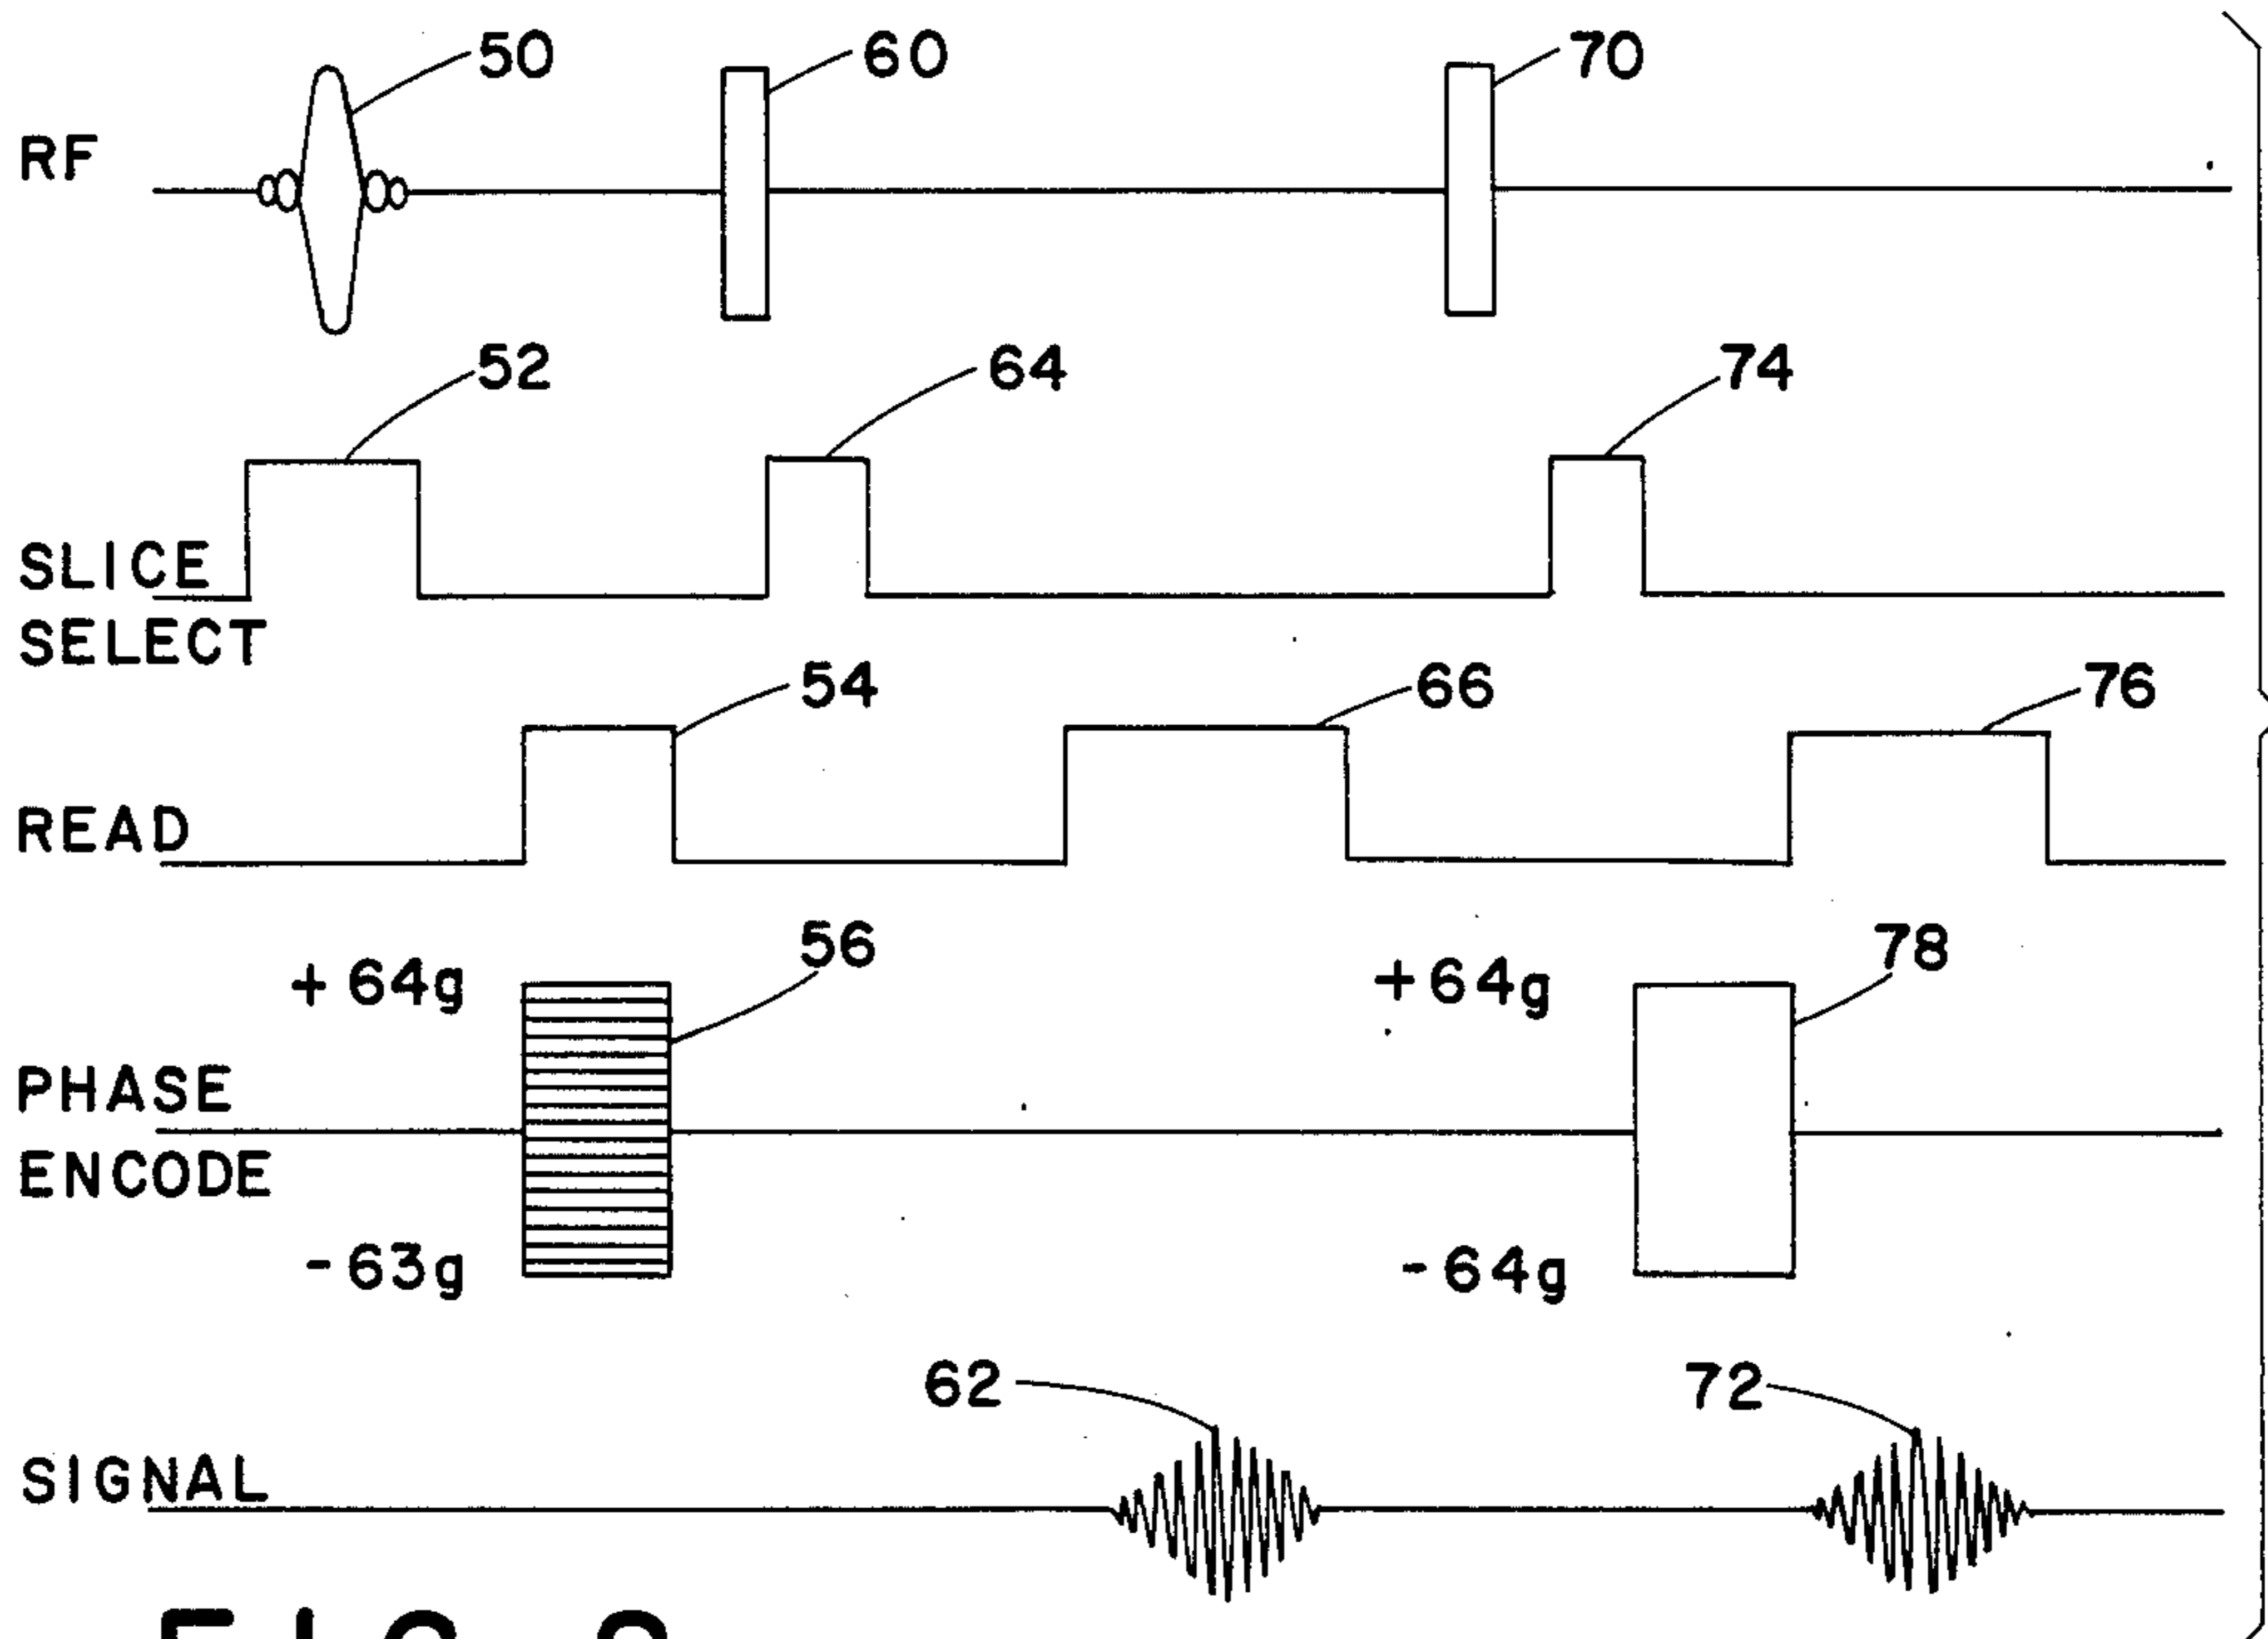 50
60
70
RF
52
64
74
SLICE
SELECT
54
66
76
READ
+64g
56
+64g
78
PHASE
ENCODE
-63g
-64g
62
72
SIGNAL